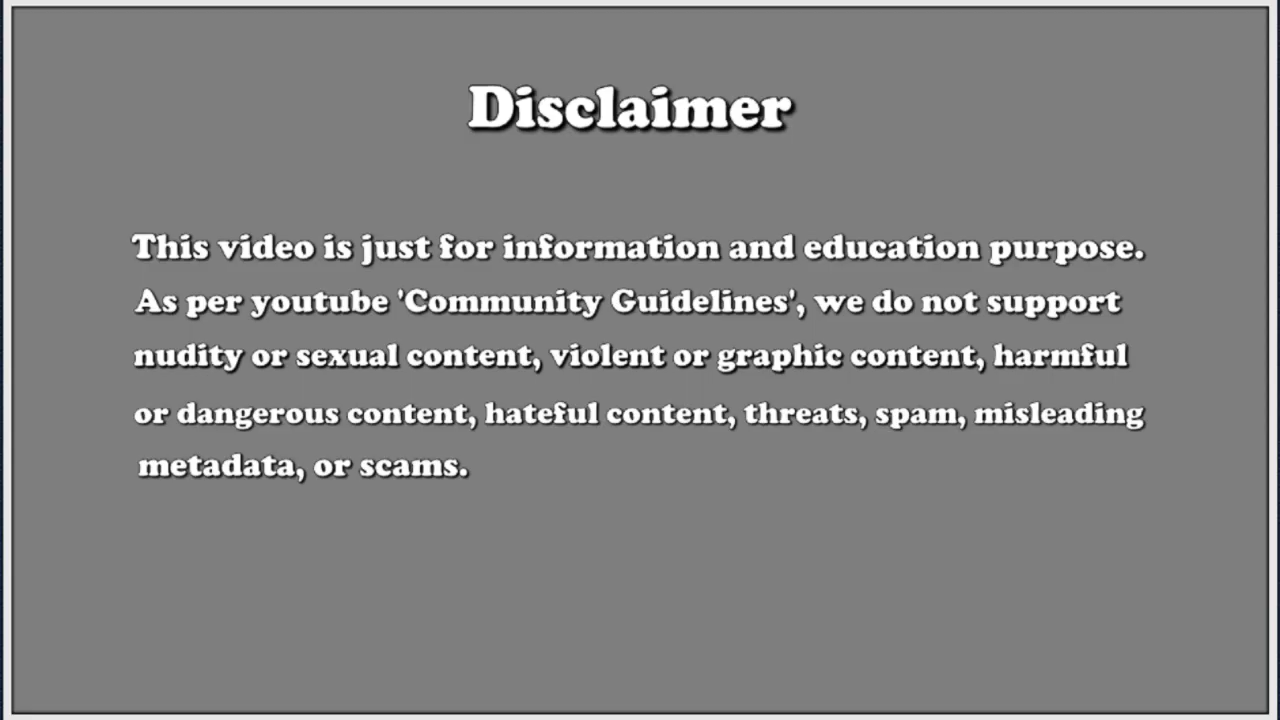 Disclaimer
This video is just for information and education purpose.
As per youtube 'Community Guidelines', we do not support
nudity or sexual content, violent or graphic content, harmful
or dangerous content, hateful content, threats, spam, misleading
metadata, or scams.